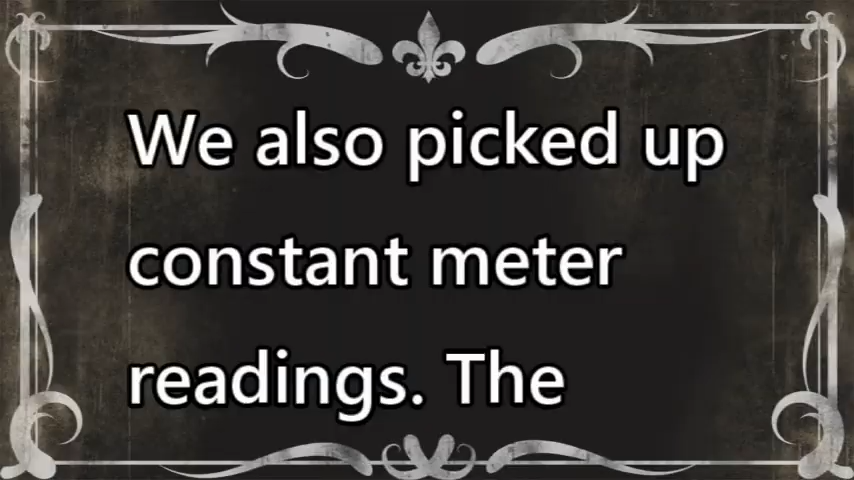 We also picked up
constant meter
readings. The